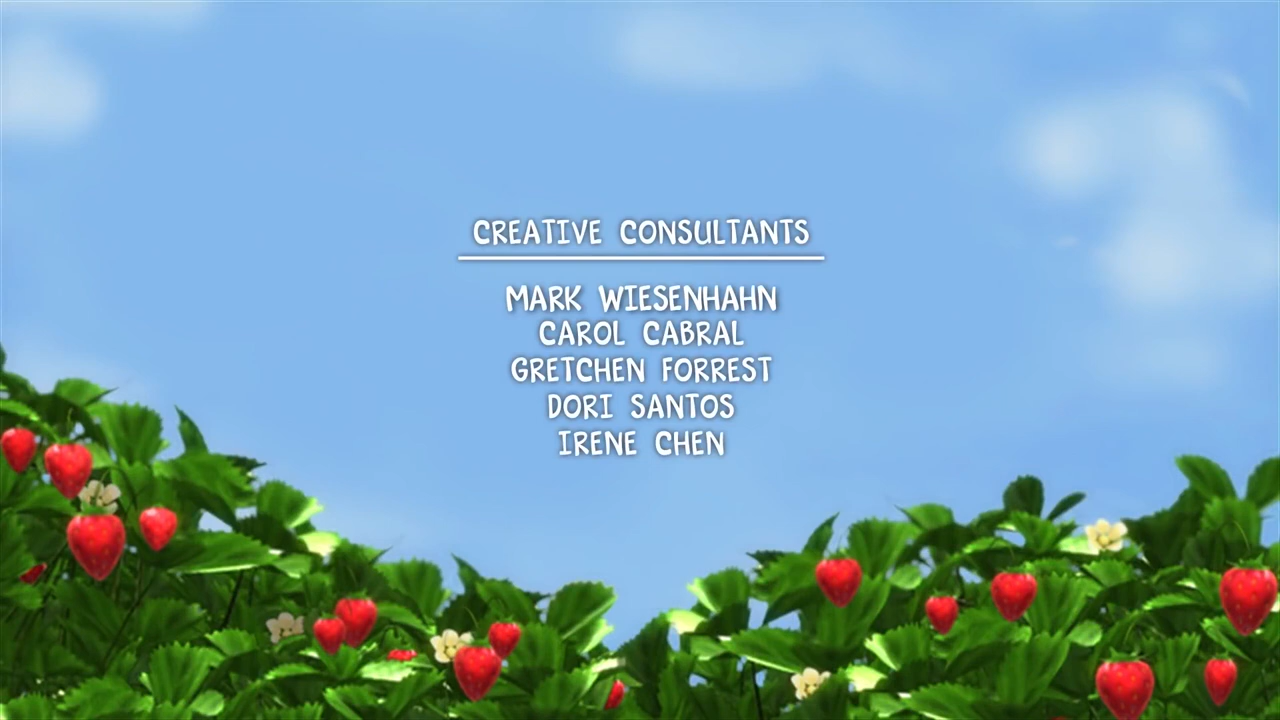 CREATIVE CONSULTANTS
MARK WIESENHAHN
CAROL CABRAL
GRETCHEN FORREST
DORI SANTOS
IRENE CHEN